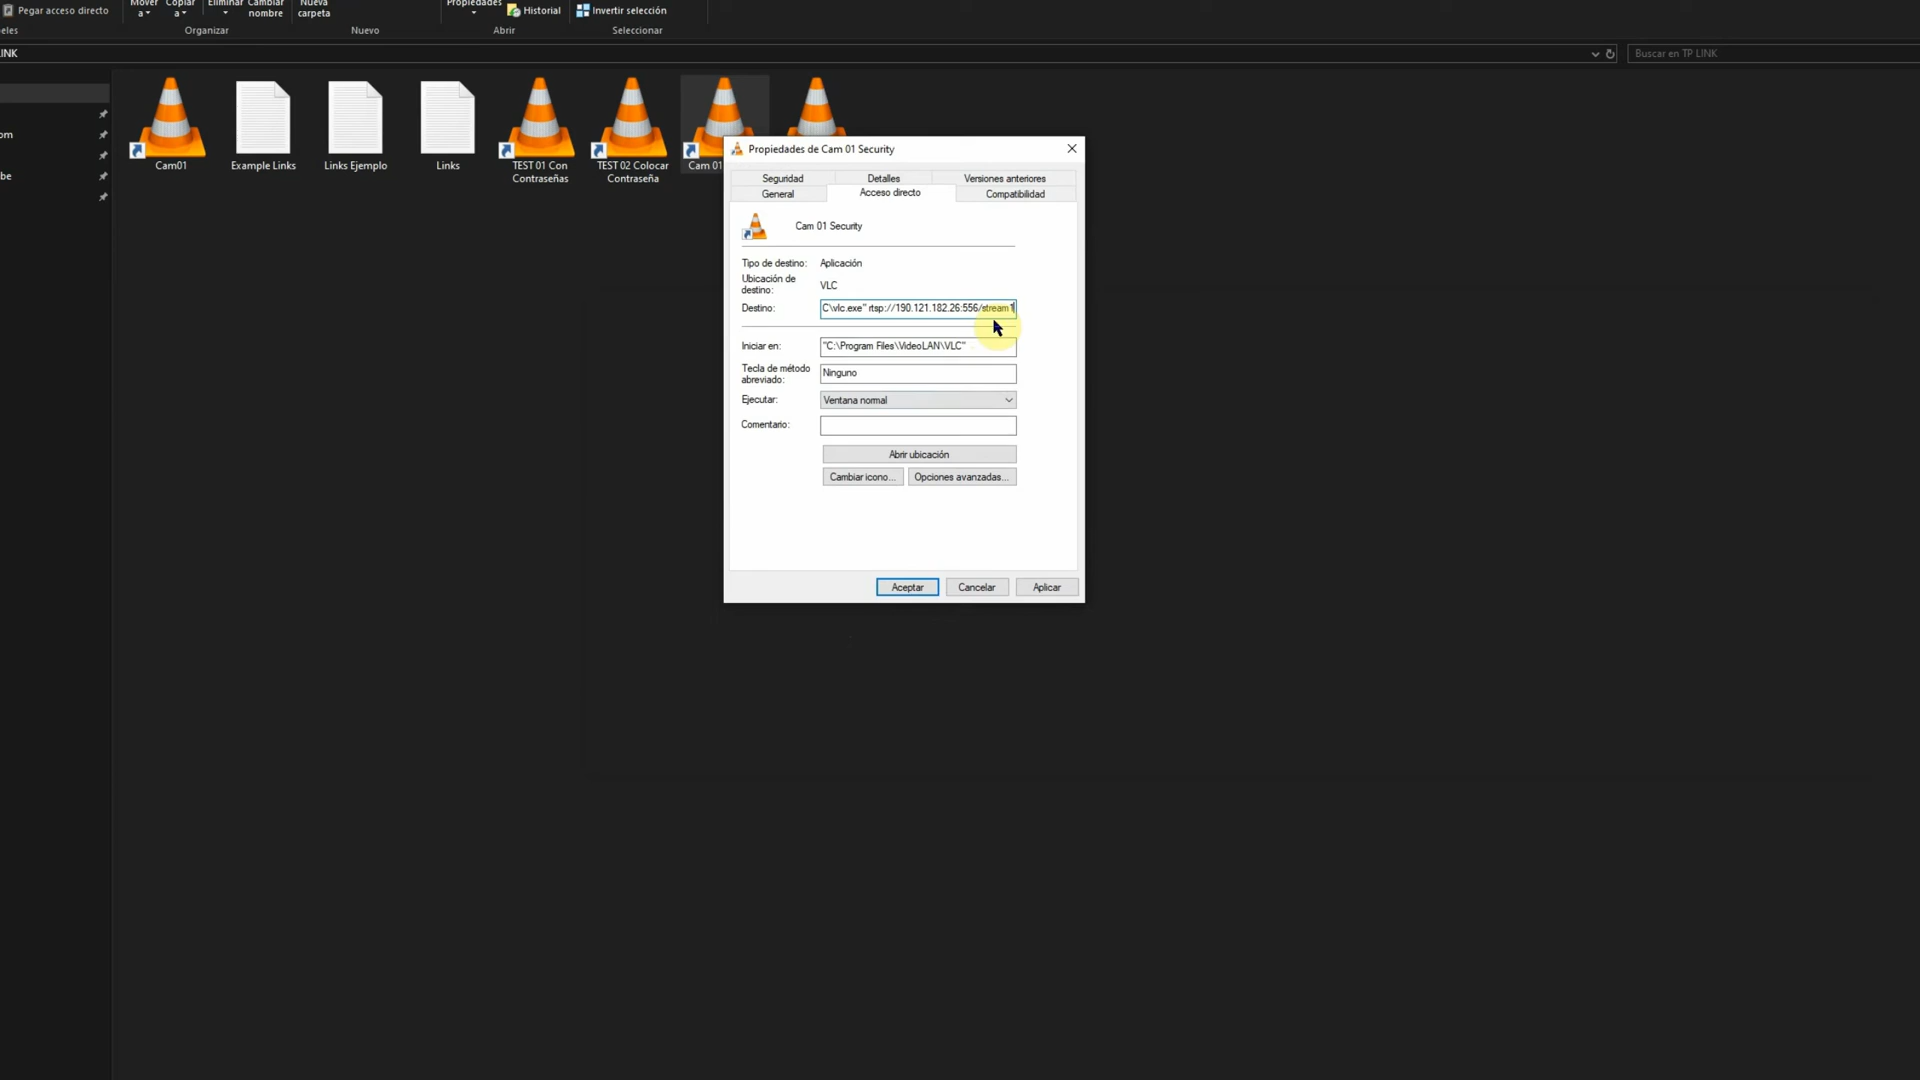 Pegar acceso directo
Mover a
Copiar a
Eliminar
Cambiar nombre
Nueva carpeta
Propiedades
Historial
Invertir selección
Organizar
Nuevo
Abrir
Seleccionar
INK
Buscar en TP LINK
om
be
Cam01
Example Links
Links Ejemplo
Links
TEST 01 Con Contraseñas
TEST 02 Colocar Contraseña
Cam 01
Propiedades de Cam 01 Security
Seguridad
Detalles
Versiones anteriores
General
Acceso directo
Compatibilidad
Cam 01 Security
Tipo de destino: Aplicación
Ubicación de destino: VLC
Destino: C\vlc.exe" rtsp://190.121.182.26:556/stream1
Iniciar en: "C:\Program Files\VideoLAN\VLC"
Tecla de método abreviado: Ninguno
Ejecutar: Ventana normal
Comentario:
Abrir ubicación
Cambiar icono...
Opciones avanzadas...
Aceptar
Cancelar
Aplicar